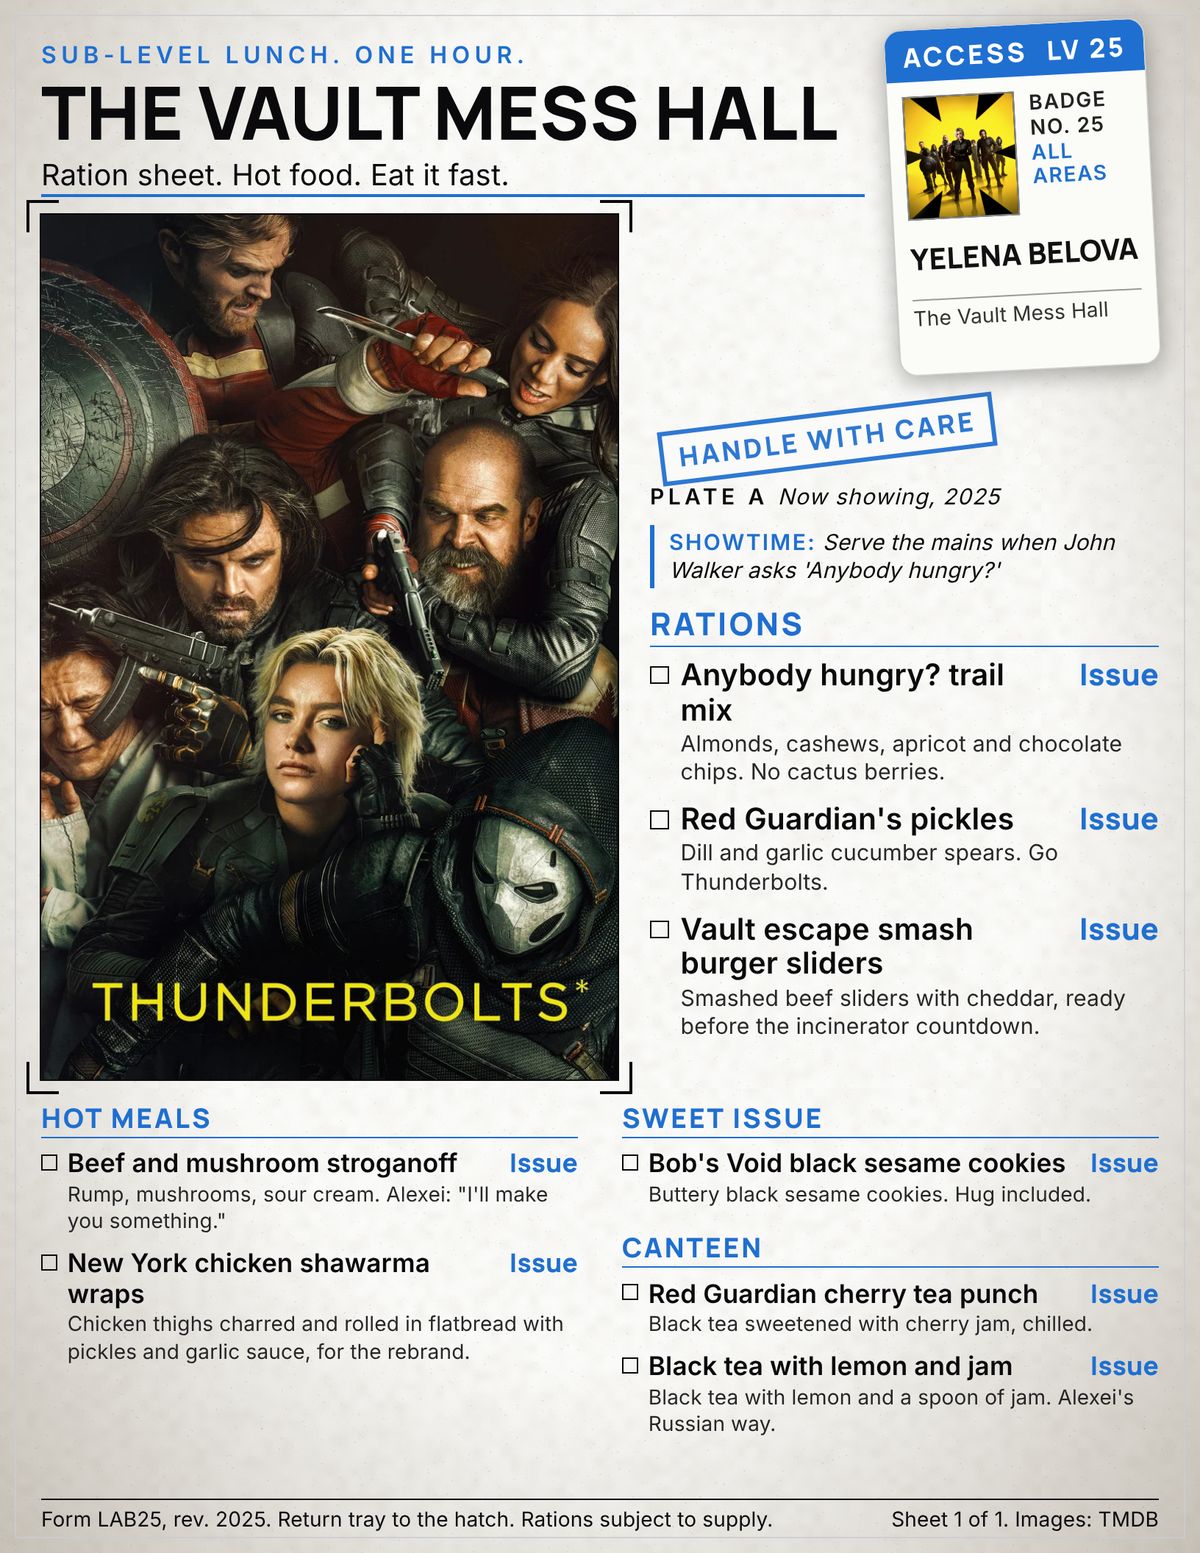 SUB-LEVEL LUNCH. ONE HOUR.
THE VAULT MESS HALL
Ration sheet. Hot food. Eat it fast.
ACCESS LV 25
BADGE
NO. 25
ALL
AREAS
YELENA BELOVA
The Vault Mess Hall
THUNDERBOLTS*
HANDLE WITH CARE
PLATE A Now showing, 2025
SHOWTIME: Serve the mains when John
Walker asks 'Anybody hungry?'
RATIONS
Anybody hungry? trail Issue
mix
Almonds, cashews, apricot and chocolate
chips. No cactus berries.
Red Guardian's pickles Issue
Dill and garlic cucumber spears. Go
Thunderbolts.
Vault escape smash Issue
burger sliders
Smashed beef sliders with cheddar, ready
before the incinerator countdown.
HOT MEALS
Beef and mushroom stroganoff Issue
Rump, mushrooms, sour cream. Alexei: "I'll make
you something."
New York chicken shawarma Issue
wraps
Chicken thighs charred and rolled in flatbread with
pickles and garlic sauce, for the rebrand.
SWEET ISSUE
Bob's Void black sesame cookies Issue
Buttery black sesame cookies. Hug included.
CANTEEN
Red Guardian cherry tea punch Issue
Black tea sweetened with cherry jam, chilled.
Black tea with lemon and jam Issue
Black tea with lemon and a spoon of jam. Alexei's
Russian way.
Form LAB25, rev. 2025. Return tray to the hatch. Rations subject to supply.
Sheet 1 of 1. Images: TMDB